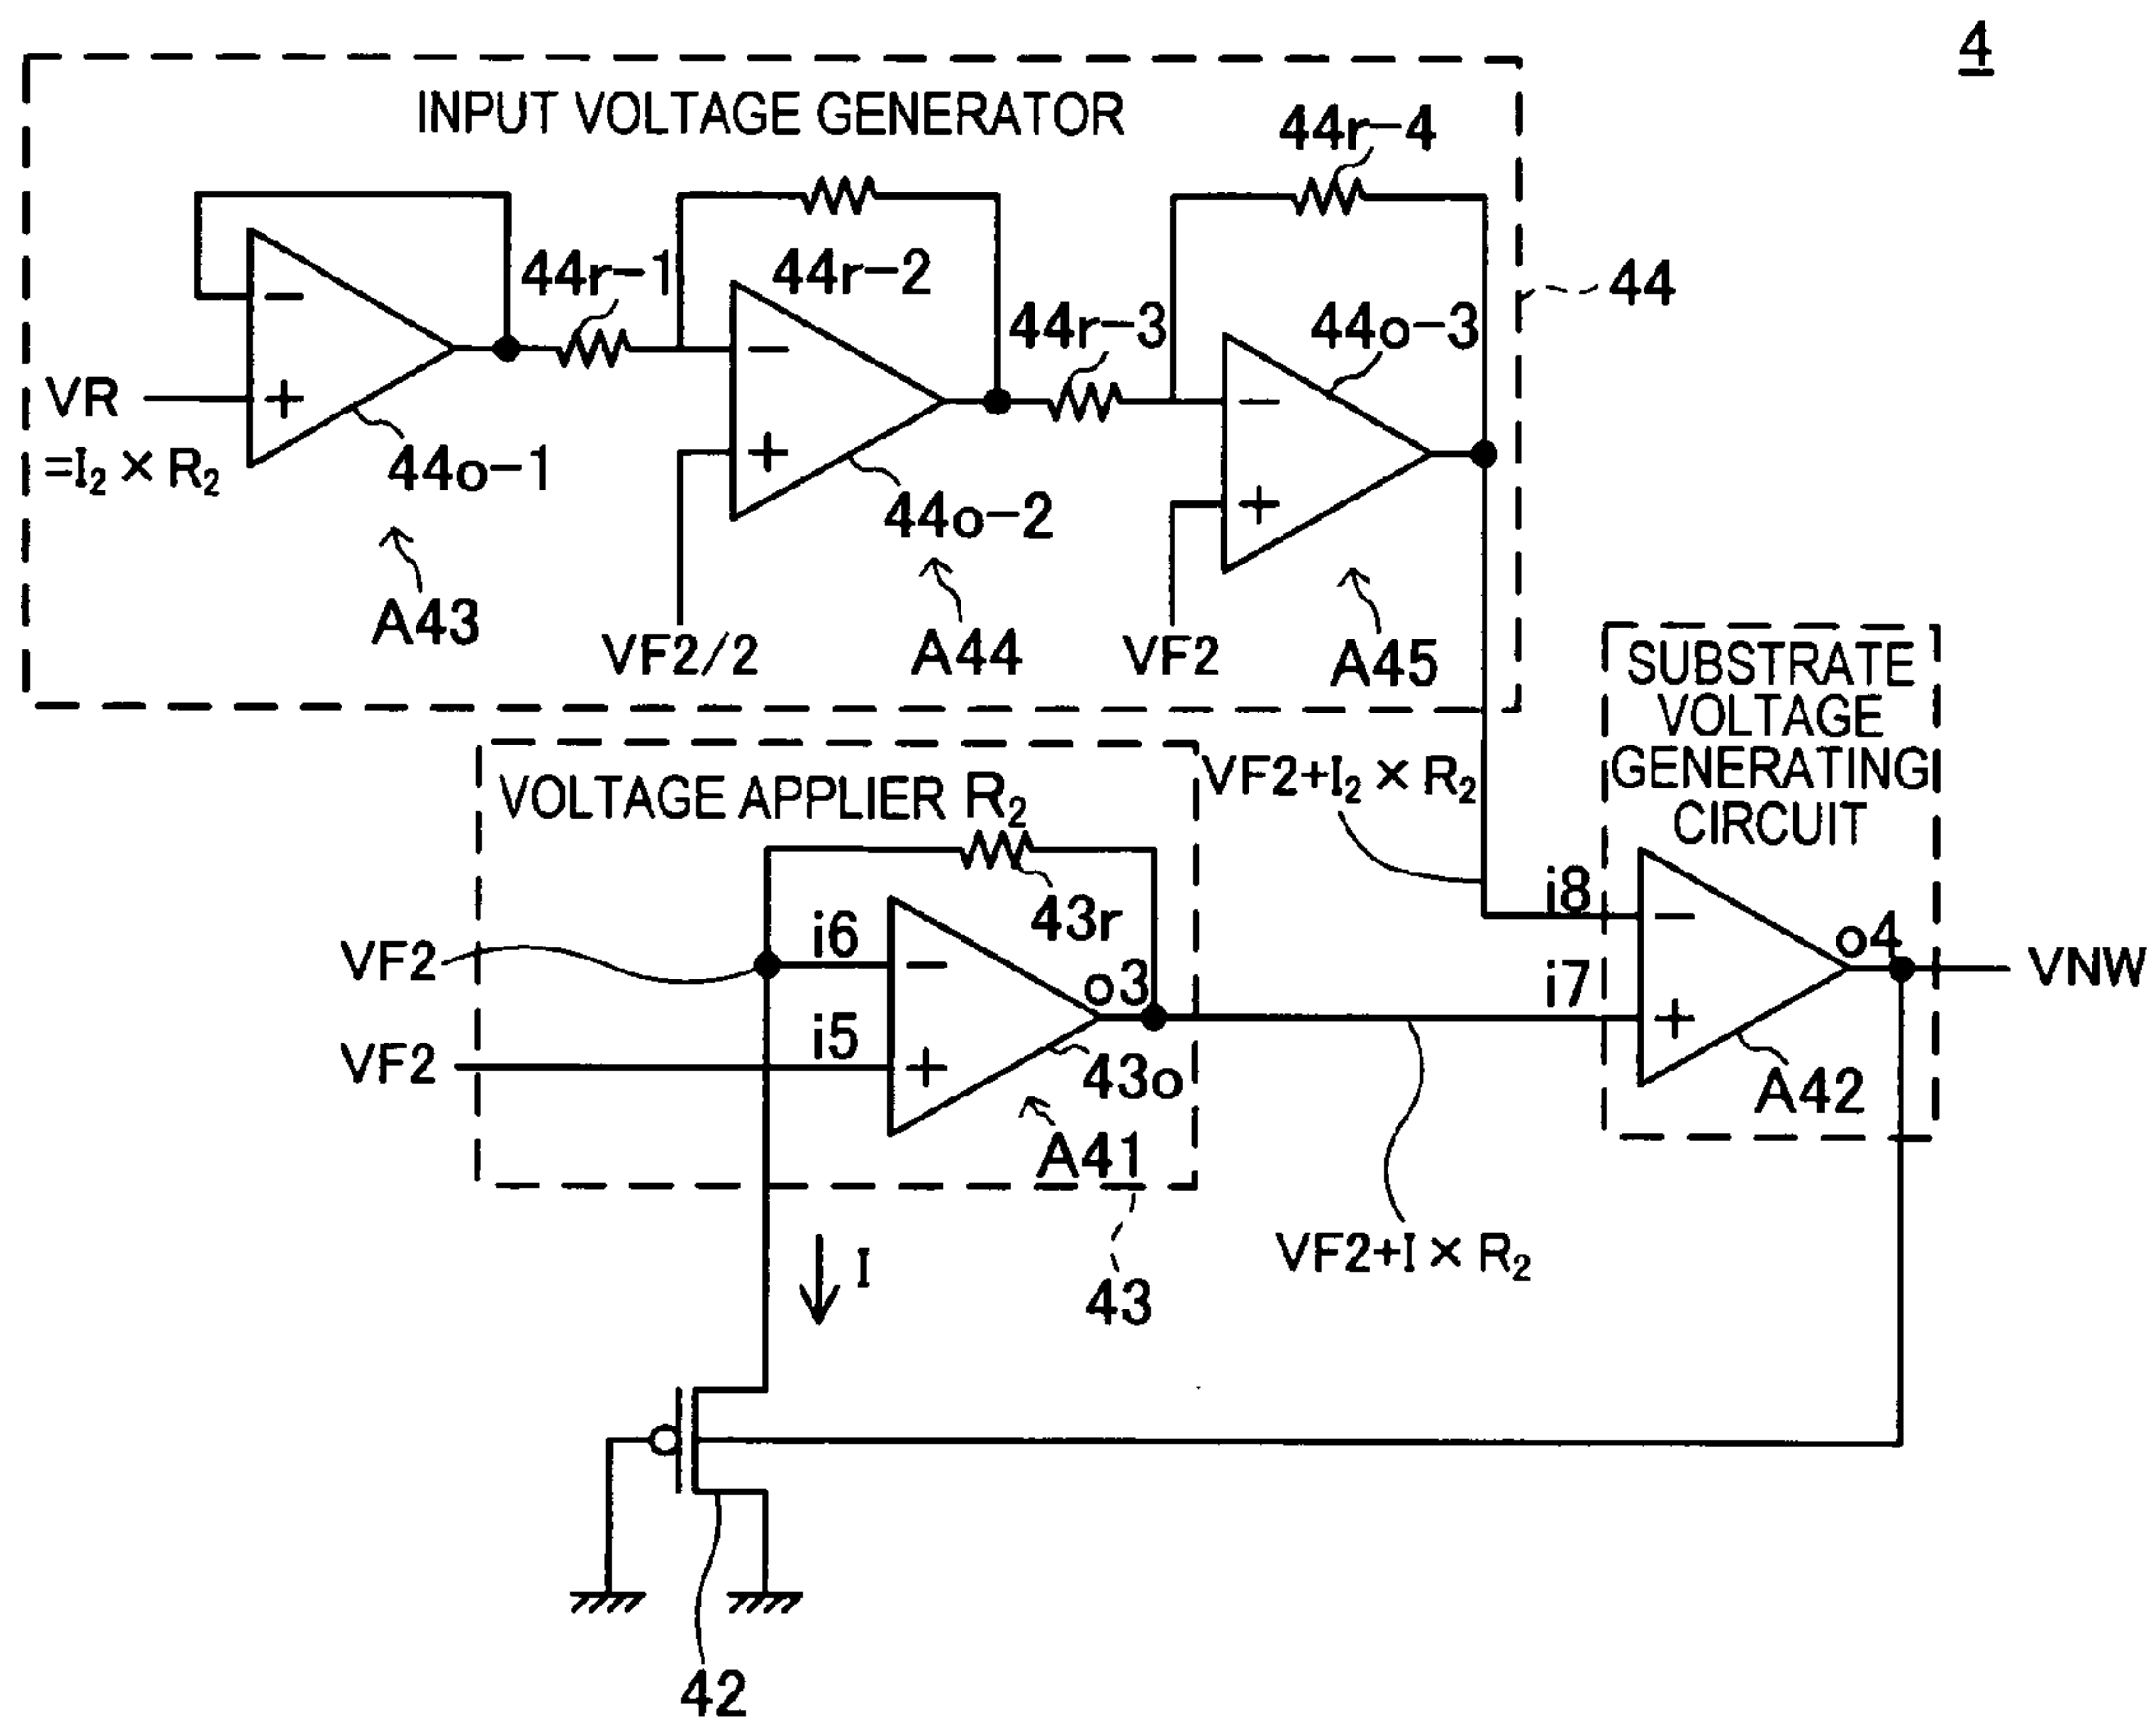 4
INPUT VOLTAGE GENERATOR
44r-4
44r-1
44r-2
44r-3
44o-3
44
VR
=I₂ × R₂
44o-1
44o-2
A43
VF2/2
A44
VF2
A45
SUBSTRATE
VOLTAGE
GENERATING
CIRCUIT
VOLTAGE APPLIER R₂
VF2+I₂ × R₂
43r
i8
i6
VF2
o3
o4
VNW
i7
i5
VF2
43o
A42
A41
I
VF2+I × R₂
43
42